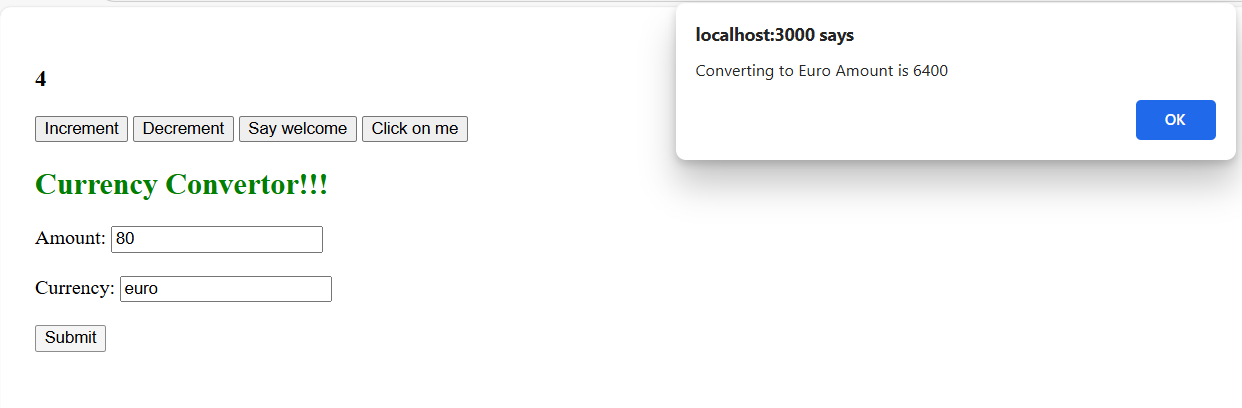 localhost:3000 says
Converting to Euro Amount is 6400
OK
4
Increment Decrement Say welcome Click on me
Currency Convertor!!!
Amount: 80
Currency: euro
Submit